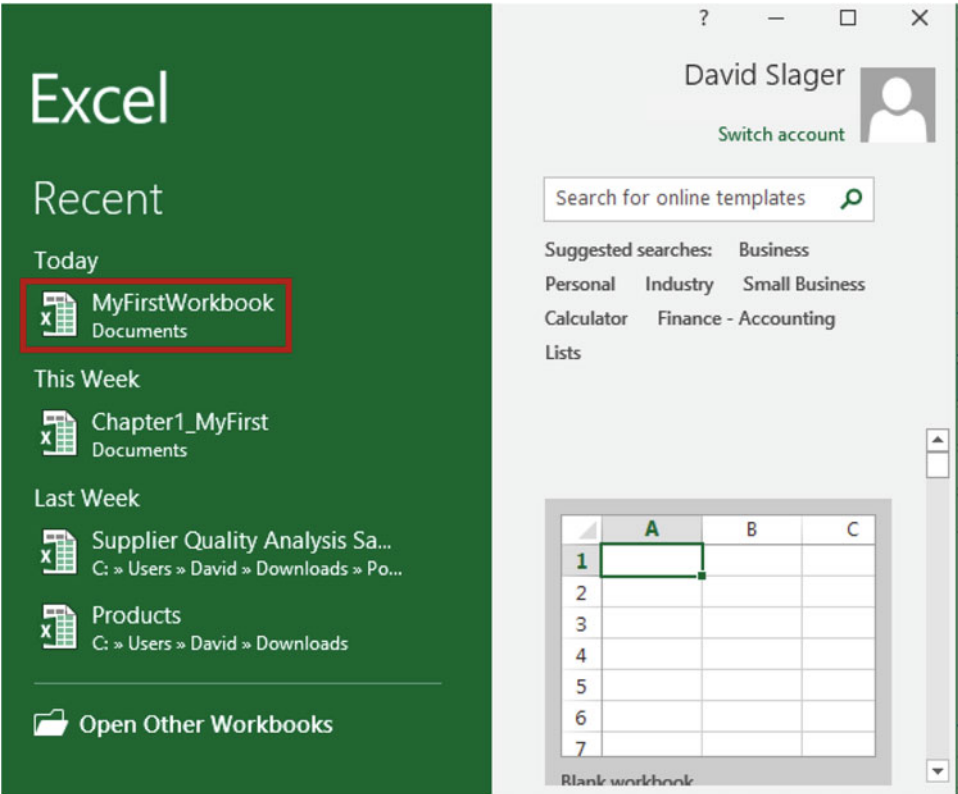 Excel
Recent
Today
MyFirstWorkbook
Documents
This Week
Chapter1_MyFirst
Documents
Last Week
Supplier Quality Analysis Sa...
C: » Users » David » Downloads » Po...
Products
C: » Users » David » Downloads
Open Other Workbooks
?
David Slager
Switch account
Search for online templates
Suggested searches: Business
Personal Industry Small Business
Calculator Finance - Accounting
Lists
A B C
1
2
3
4
5
6
7
Blank workbook